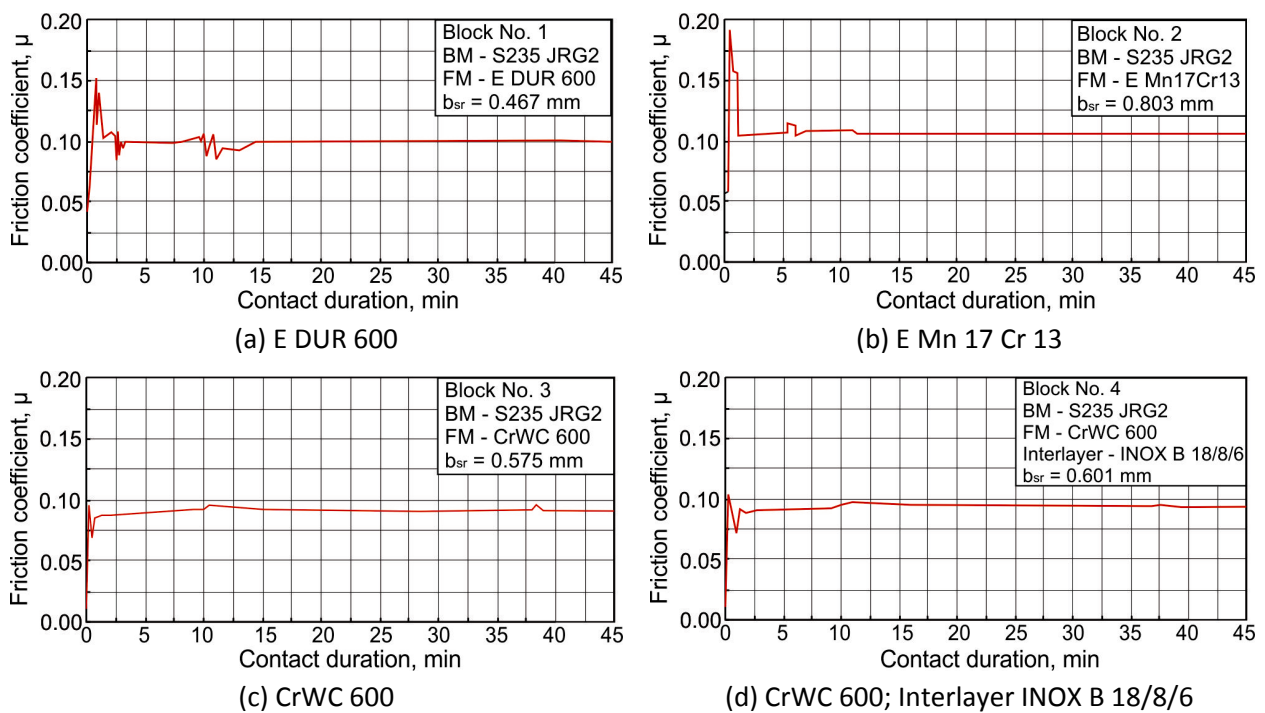 0.20
0.15
0.10
0.05
0.00
Friction coefficient, μ
Block No. 1
BM - S235 JRG2
FM - E DUR 600
bsr = 0.467 mm
0 5 10 15 20 25 30 35 40 45
Contact duration, min
(a) E DUR 600
0.20
0.15
0.10
0.05
0.00
Friction coefficient, μ
Block No. 2
BM - S235 JRG2
FM - E Mn17Cr13
bsr = 0.803 mm
0 5 10 15 20 25 30 35 40 45
Contact duration, min
(b) E Mn 17 Cr 13
0.20
0.15
0.10
0.05
0.00
Friction coefficient, μ
Block No. 3
BM - S235 JRG2
FM - CrWC 600
bsr = 0.575 mm
0 5 10 15 20 25 30 35 40 45
Contact duration, min
(c) CrWC 600
0.20
0.15
0.10
0.05
0.00
Friction coefficient, μ
Block No. 4
BM - S235 JRG2
FM - CrWC 600
Interlayer - INOX B 18/8/6
bsr = 0.601 mm
0 5 10 15 20 25 30 35 40 45
Contact duration, min
(d) CrWC 600; Interlayer INOX B 18/8/6